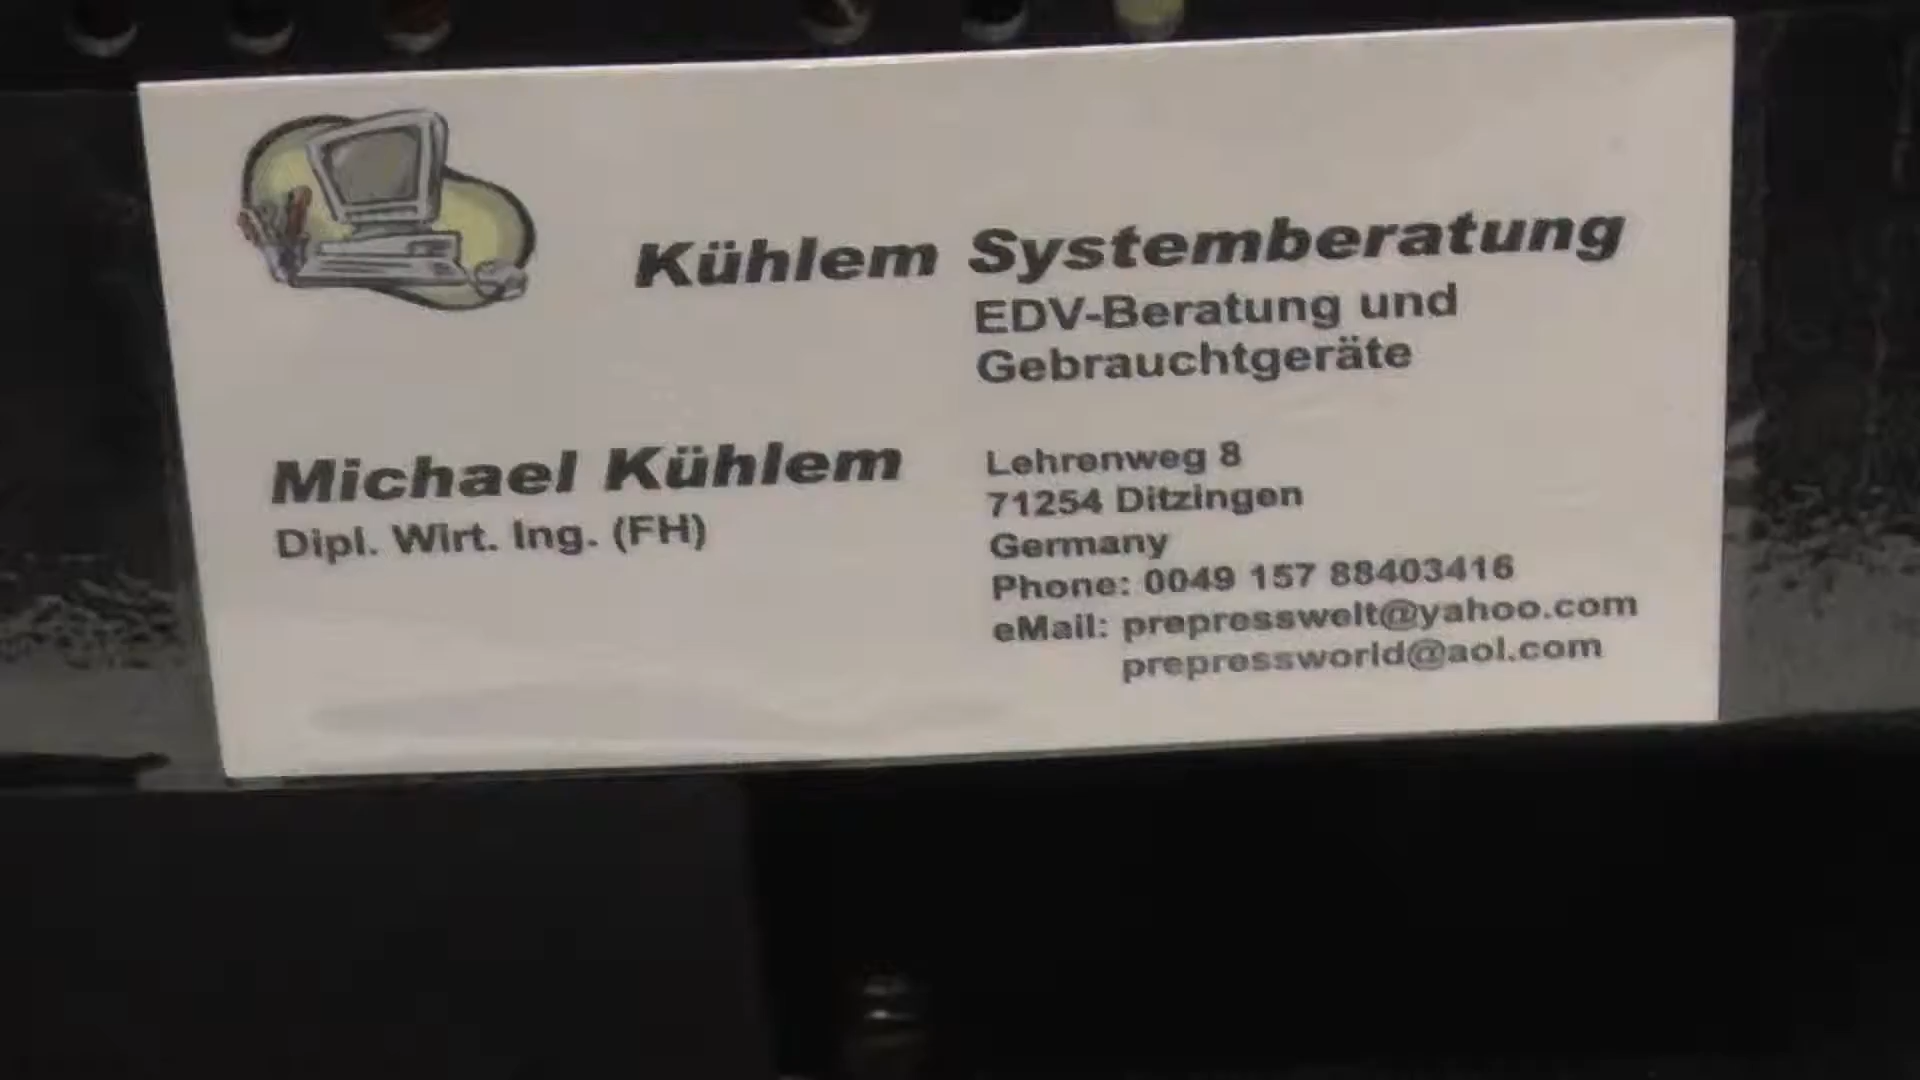 Kühlem Systemberatung
EDV-Beratung und
Gebrauchtgeräte
Michael Kühlem
Dipl. Wirt. Ing. (FH)
Lehrenweg 8
71254 Ditzingen
Germany
Phone: 0049 157 88403416
eMail: prepresswelt@yahoo.com
prepressworld@aol.com